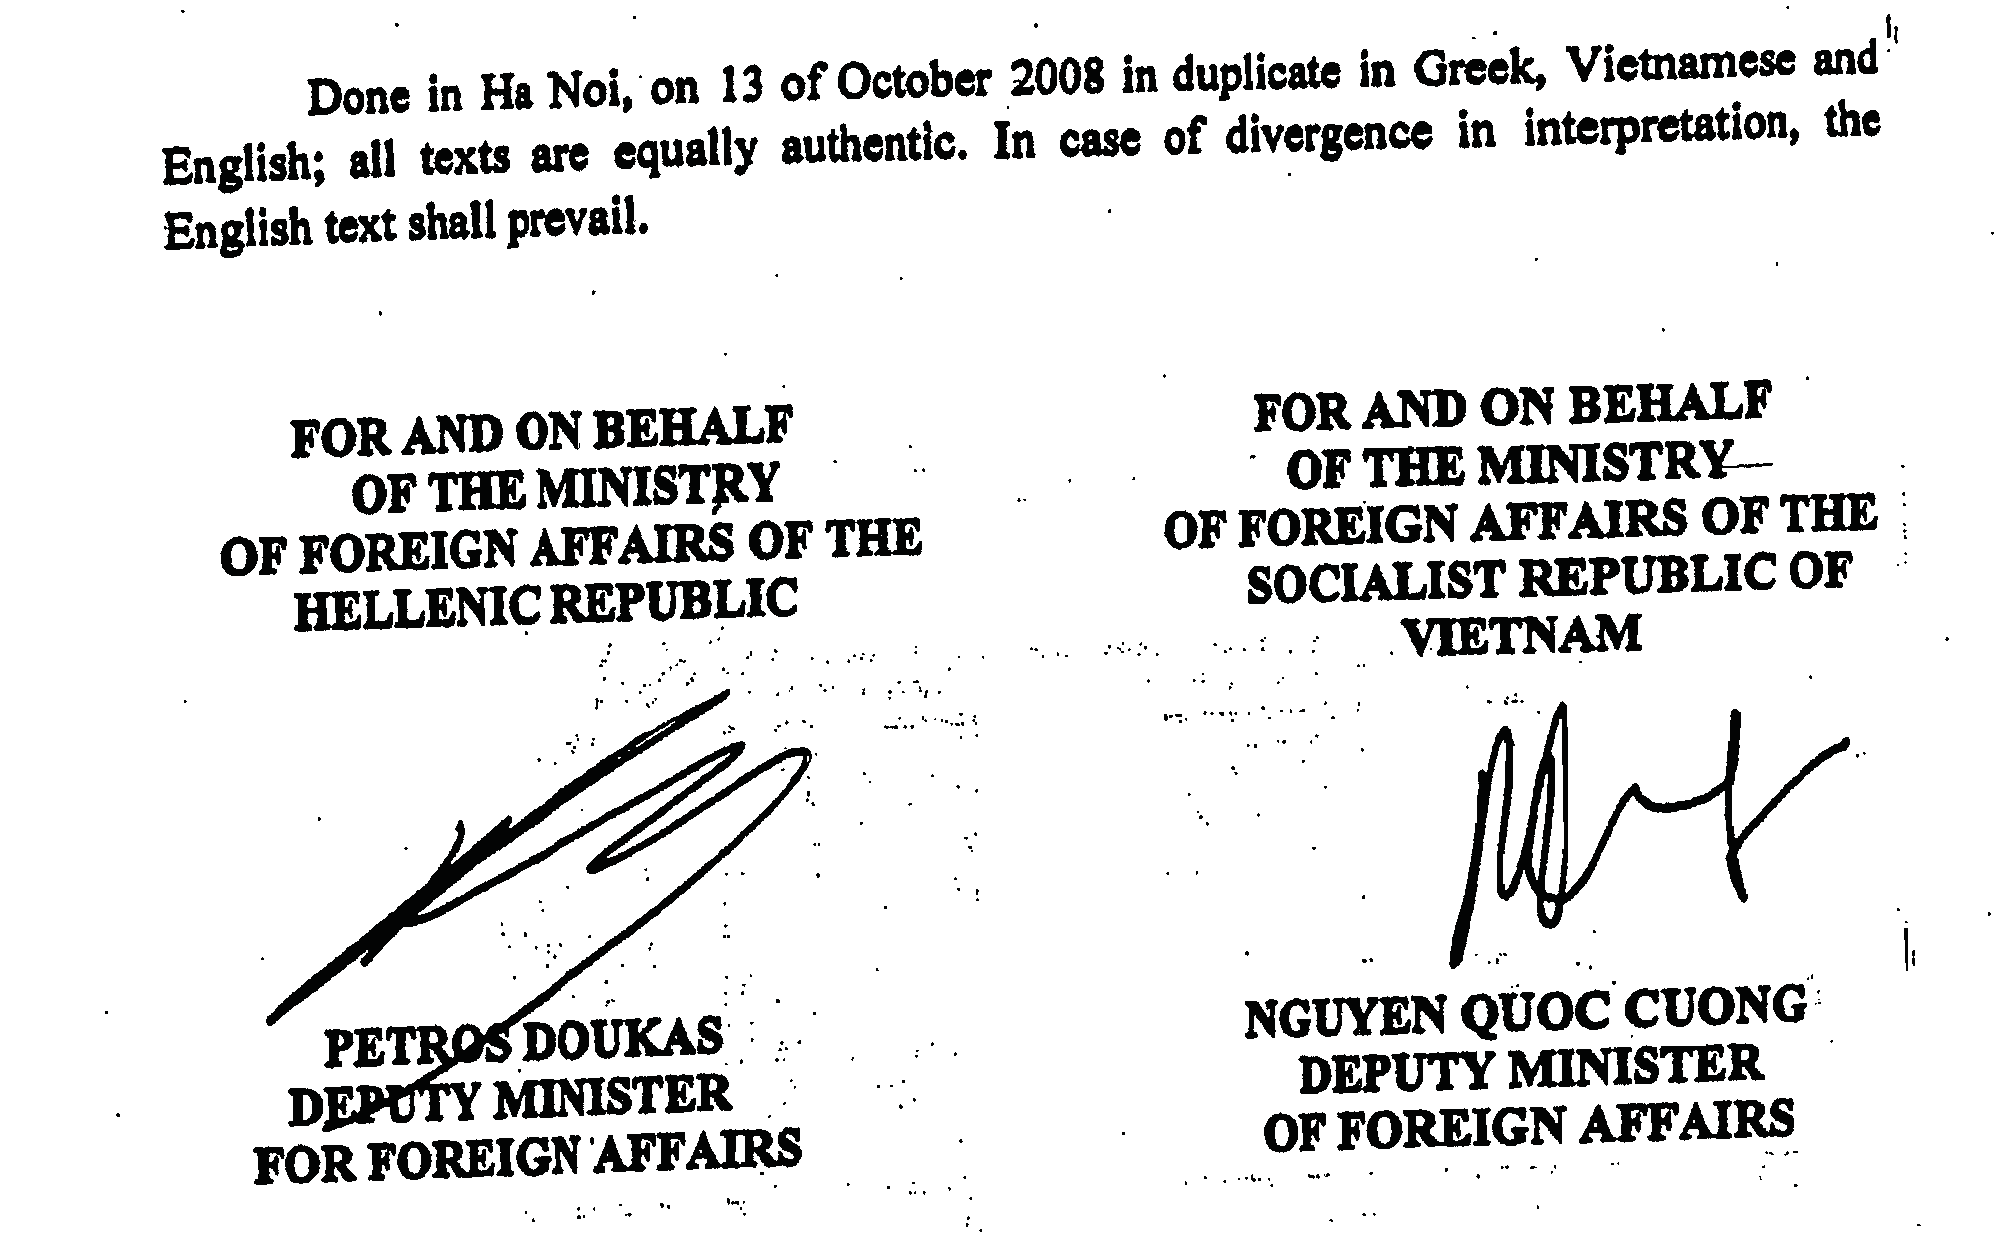 Done in Ha Noi, on 13 of October 2008 in duplicate in Greek, Vietnamese and
English; all texts are equally authentic. In case of divergence in interpretation, the
English text shall prevail.
FOR AND ON BEHALF
OF THE MINISTRY
OF FOREIGN AFFAIRS OF THE
HELLENIC REPUBLIC
PETROS DOUKAS
DEPUTY MINISTER
FOR FOREIGN AFFAIRS
FOR AND ON BEHALF
OF THE MINISTRY
OF FOREIGN AFFAIRS OF THE
SOCIALIST REPUBLIC OF
VIETNAM
NGUYEN QUOC CUONG
DEPUTY MINISTER
OF FOREIGN AFFAIRS